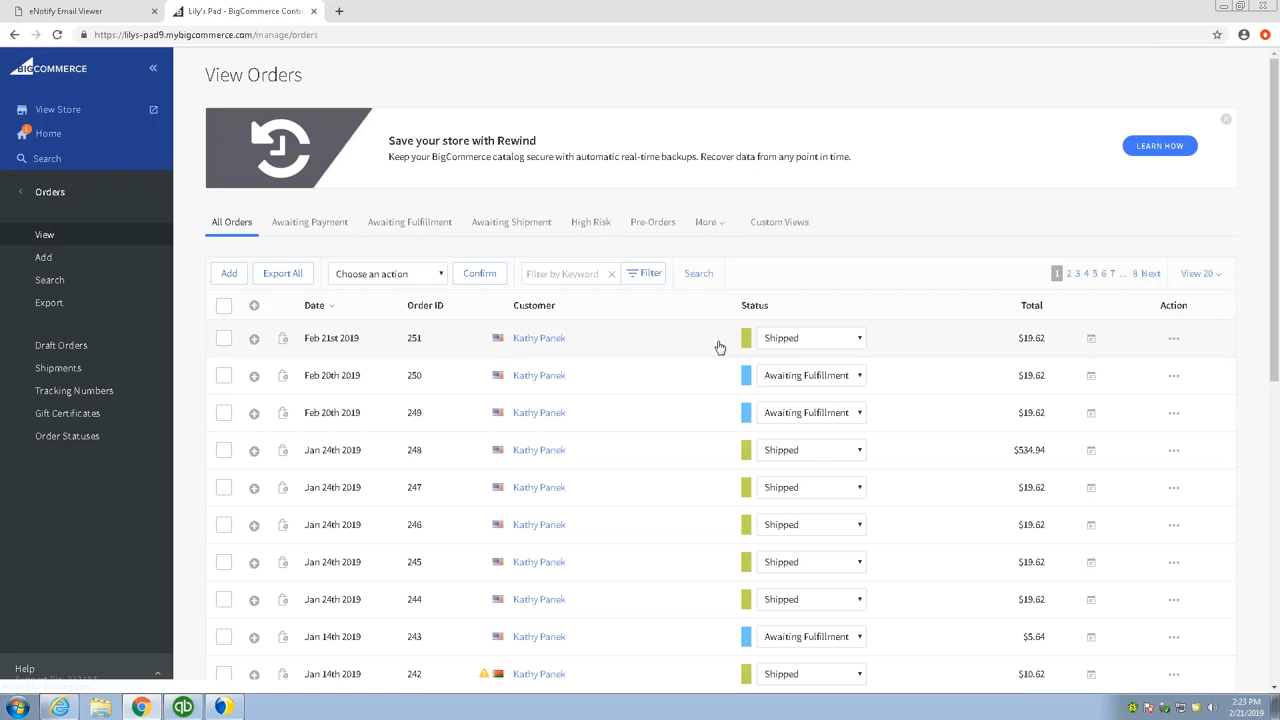 eNotify Email Viewer
Lily's Pad - BigCommerce Contr
https://lilys-pad9.mybigcommerce.com/manage/orders
BIGCOMMERCE
View Store
1
Home
Search
Orders
View
Add
Search
Export
Draft Orders
Shipments
Tracking Numbers
Gift Certificates
Order Statuses
Help
View Orders
Save your store with Rewind
Keep your BigCommerce catalog secure with automatic real-time backups. Recover data from any point in time.
LEARN HOW
All Orders Awaiting Payment Awaiting Fulfillment Awaiting Shipment High Risk Pre-Orders More Custom Views
Add Export All Choose an action Confirm Filter by Keyword Filter Search 1 2 3 4 5 6 7 ... 8 Next View 20
Date Order ID Customer Status Total Action
Feb 21st 2019 251 Kathy Panek Shipped $19.62
Feb 20th 2019 250 Kathy Panek Awaiting Fulfillment $19.62
Feb 20th 2019 249 Kathy Panek Awaiting Fulfillment $19.62
Jan 24th 2019 248 Kathy Panek Shipped $534.94
Jan 24th 2019 247 Kathy Panek Shipped $19.62
Jan 24th 2019 246 Kathy Panek Shipped $19.62
Jan 24th 2019 245 Kathy Panek Shipped $19.62
Jan 24th 2019 244 Kathy Panek Shipped $19.62
Jan 14th 2019 243 Kathy Panek Awaiting Fulfillment $5.64
Jan 14th 2019 242 Kathy Panek Shipped $10.62
qb
2:23 PM
2/21/2019